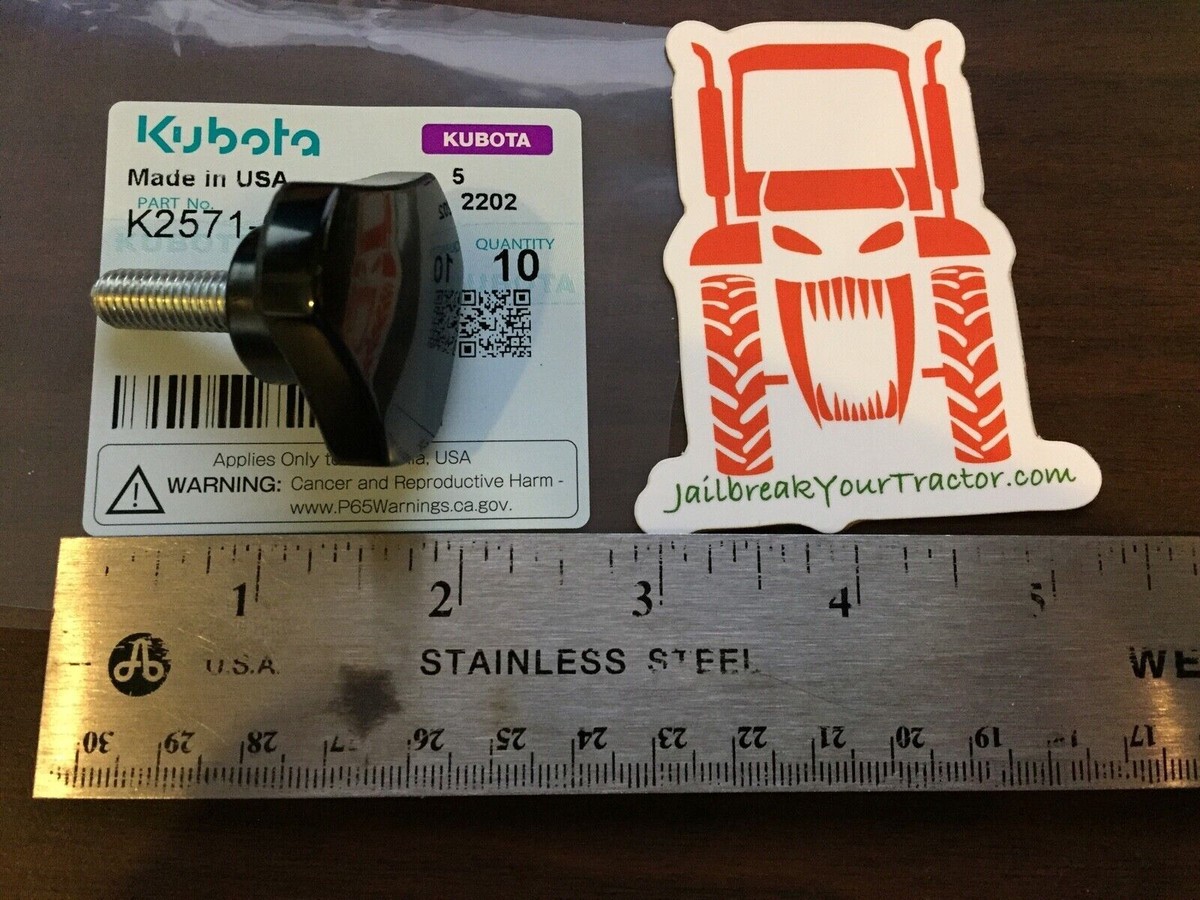 Kubota
KUBOTA
Made in USA
5
PART No.
2202
K2571-
QUANTITY
10
Applies Only
USA
WARNING: Cancer and Reproductive Harm -
www.P65Warnings.ca.gov.
JailbreakYourTractor.com
1 2 3 4 5
U.S.A. STAINLESS STEEL
30 29 28 27 26 25 24 23 22 21 20 19 17